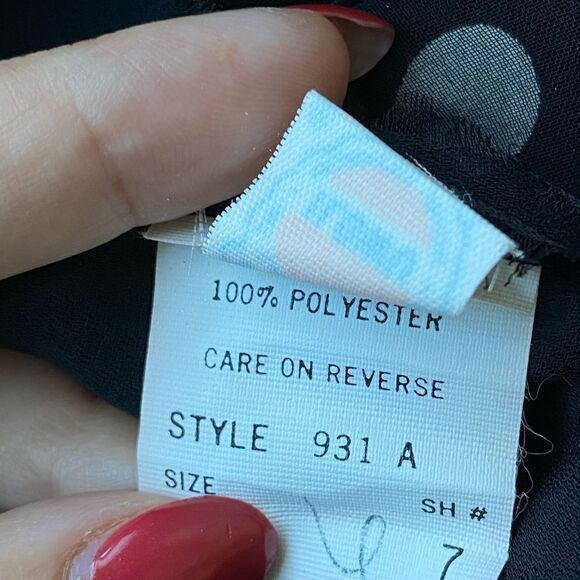 100% POLYESTER
CARE ON REVERSE
STYLE 931 A
SIZE SH #
7